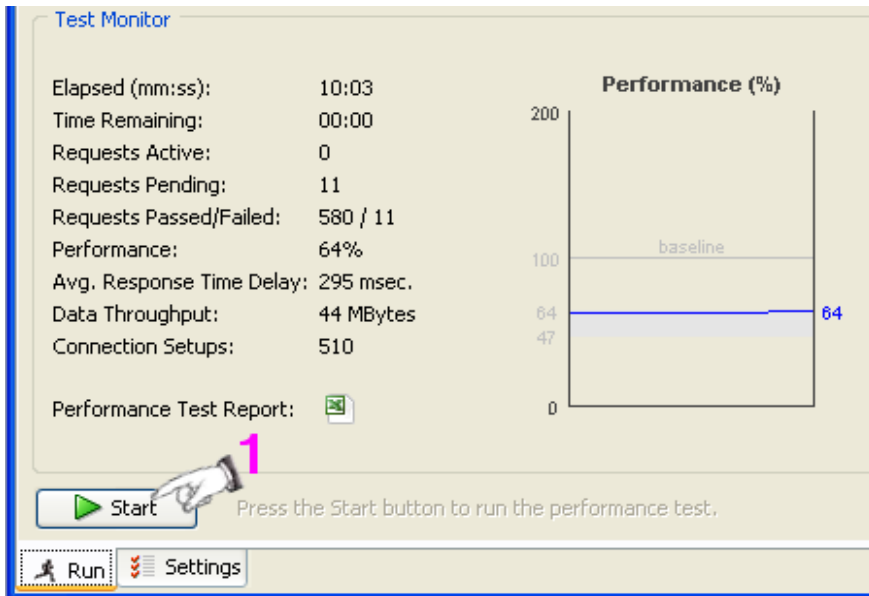 Test Monitor
Elapsed (mm:ss): 10:03
Time Remaining: 00:00
Requests Active: 0
Requests Pending: 11
Requests Passed/Failed: 580 / 11
Performance: 64%
Avg. Response Time Delay: 295 msec.
Data Throughput: 44 MBytes
Connection Setups: 510
Performance Test Report:
Performance (%)
200
baseline
100
64
64
47
0
1
Start
Press the Start button to run the performance test.
Run
Settings